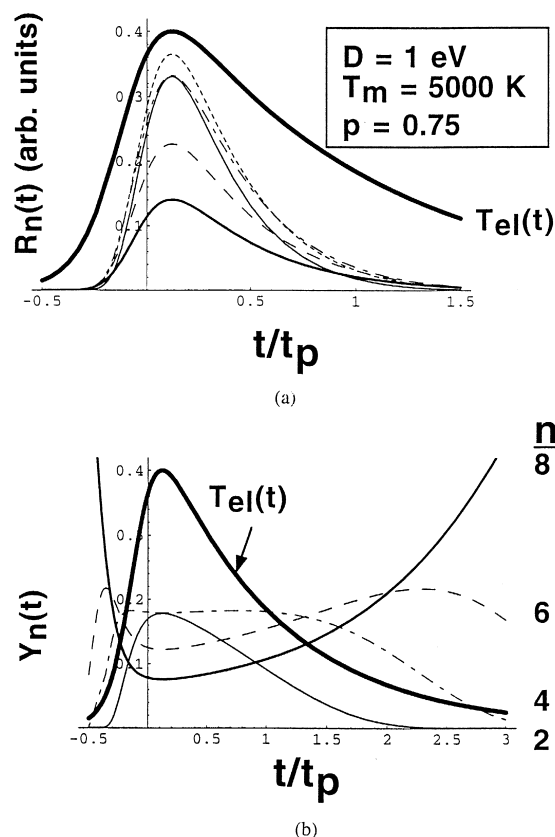 D = 1 eV
Tm = 5000 K
p = 0.75
Rn(t) (arb. units)
0.4
0.3
0.2
0.1
Tel(t)
-0.5
0.5
1
1.5
t/tp
(a)
n
8
6
4
2
Tel(t)
Yn(t)
0.4
0.3
0.2
0.1
-0.5
0.5
1
1.5
2
2.5
3
t/tp
(b)